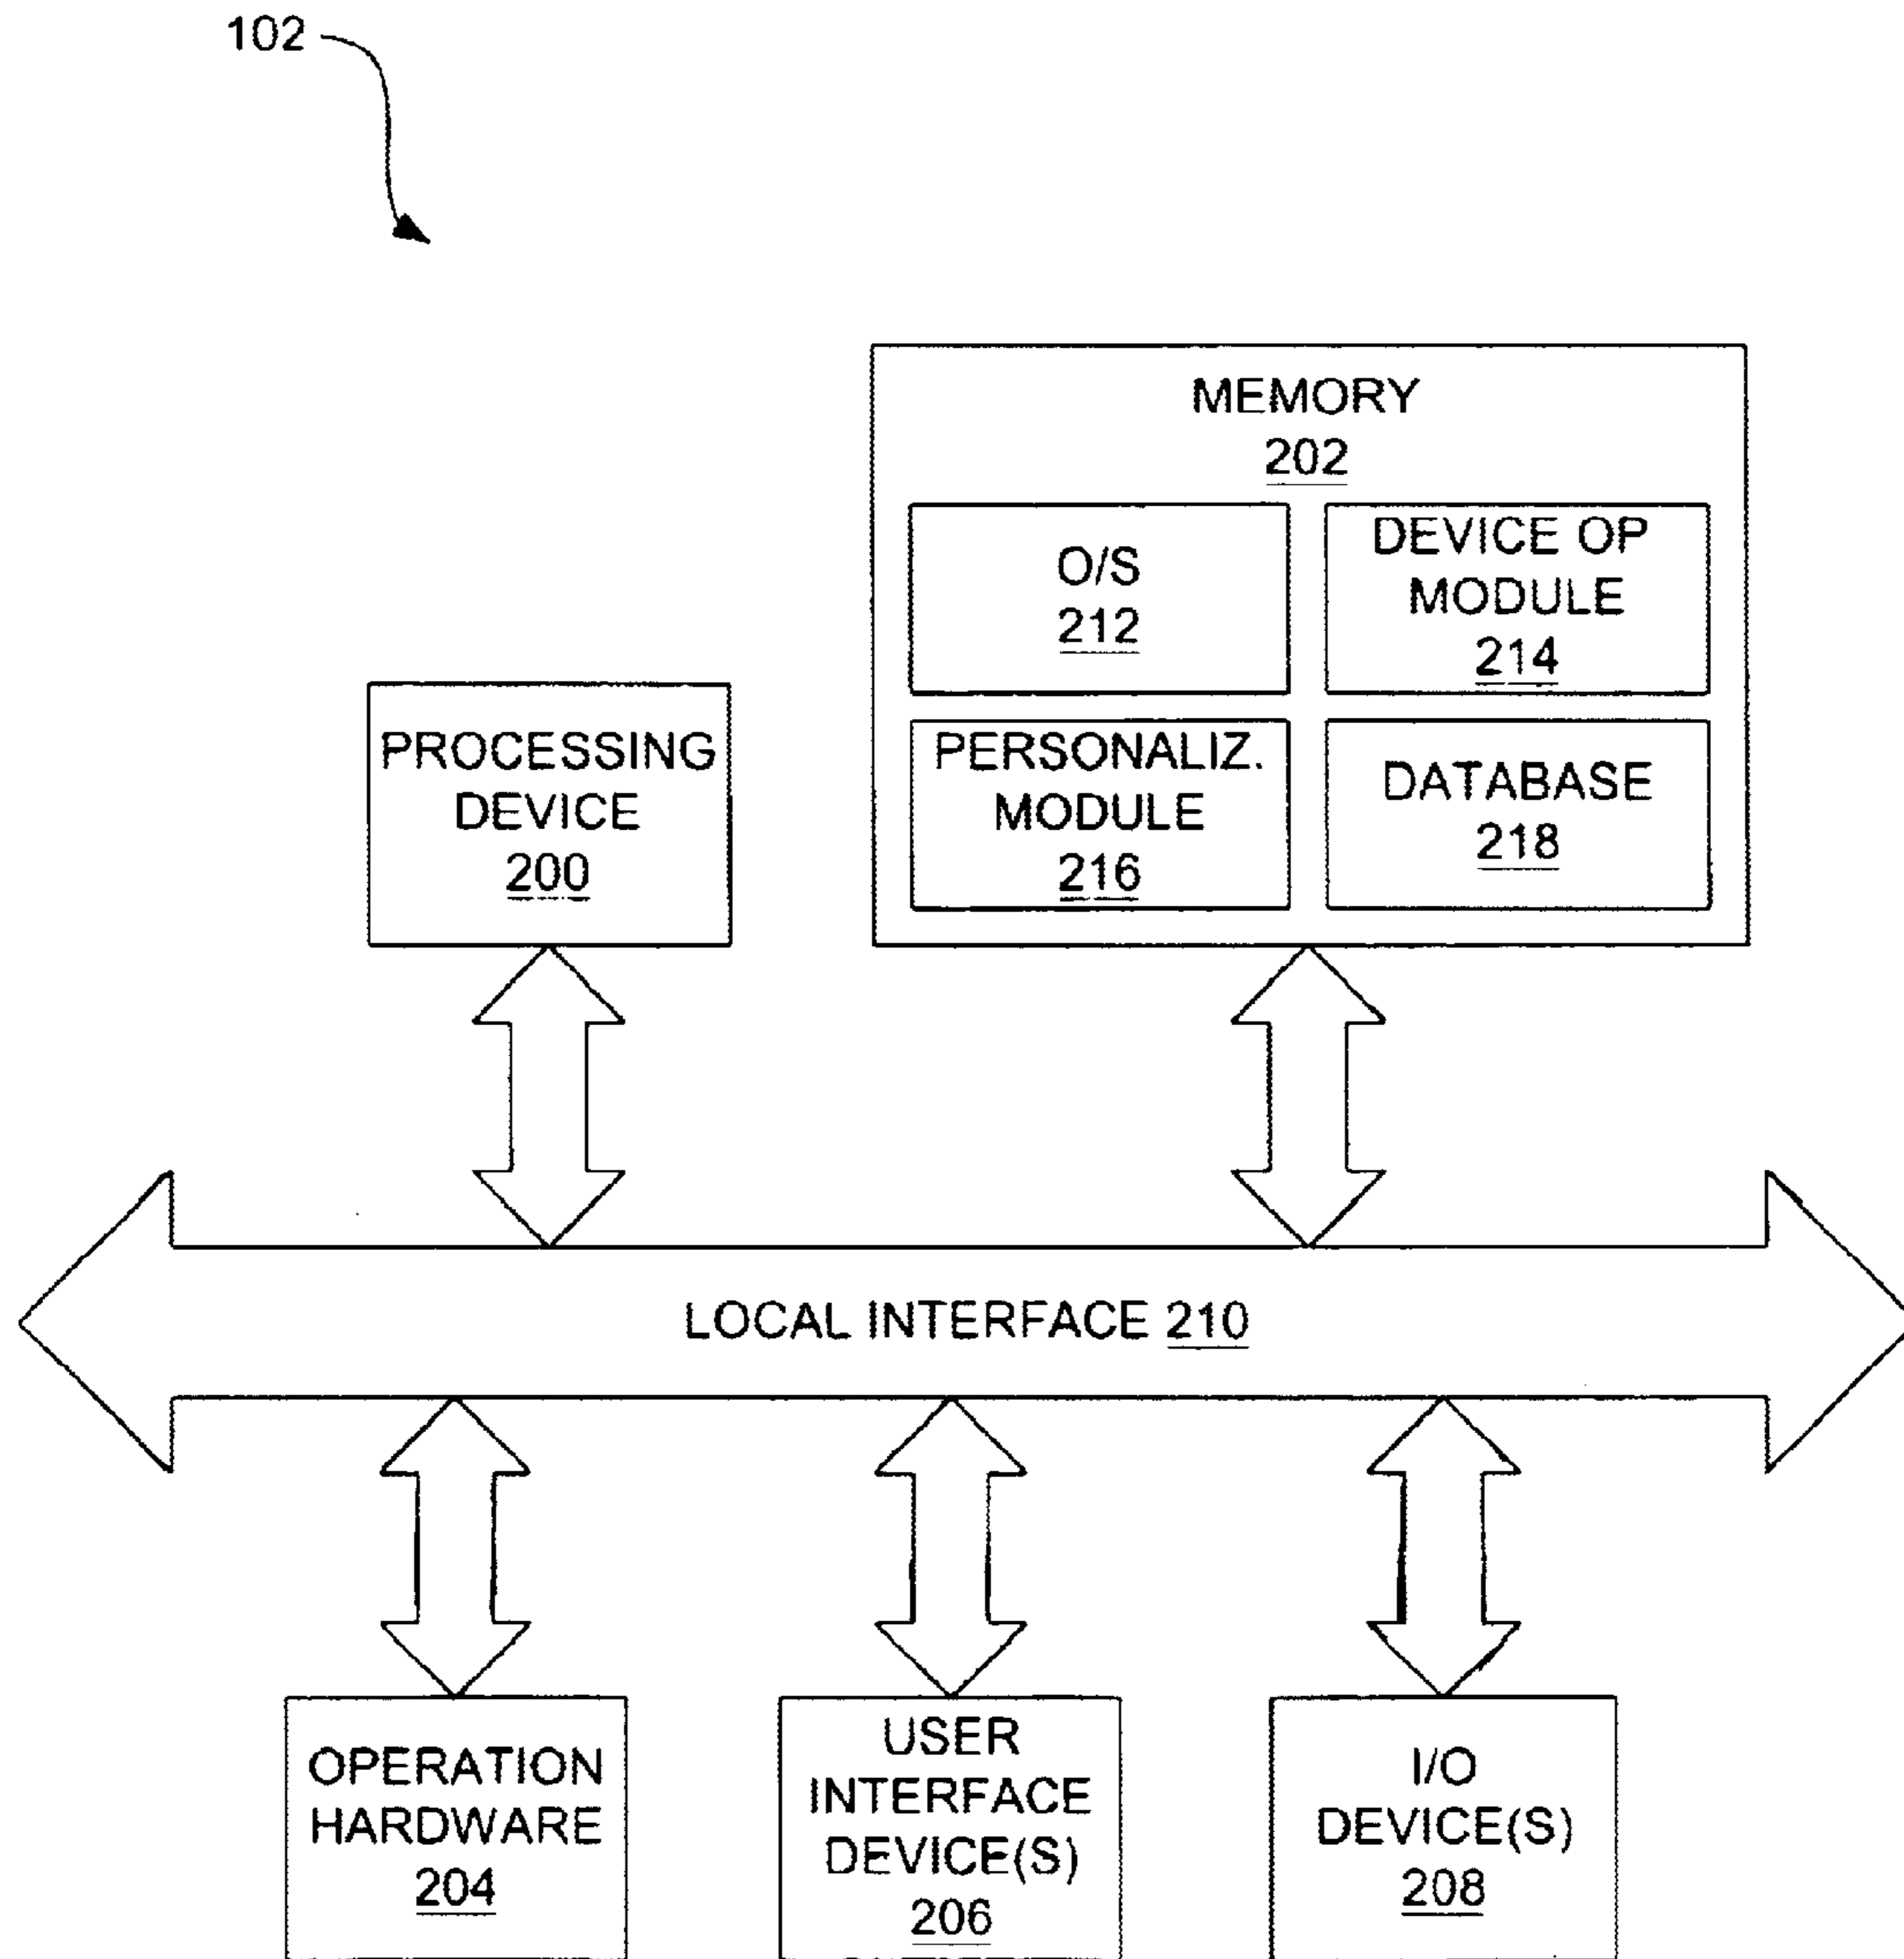 102
MEMORY
202
O/S
212
DEVICE OP
MODULE
214
PROCESSING
DEVICE
200
PERSONALIZ.
MODULE
216
DATABASE
218
LOCAL INTERFACE 210
OPERATION
HARDWARE
204
USER
INTERFACE
DEVICE(S)
206
I/O
DEVICE(S)
208